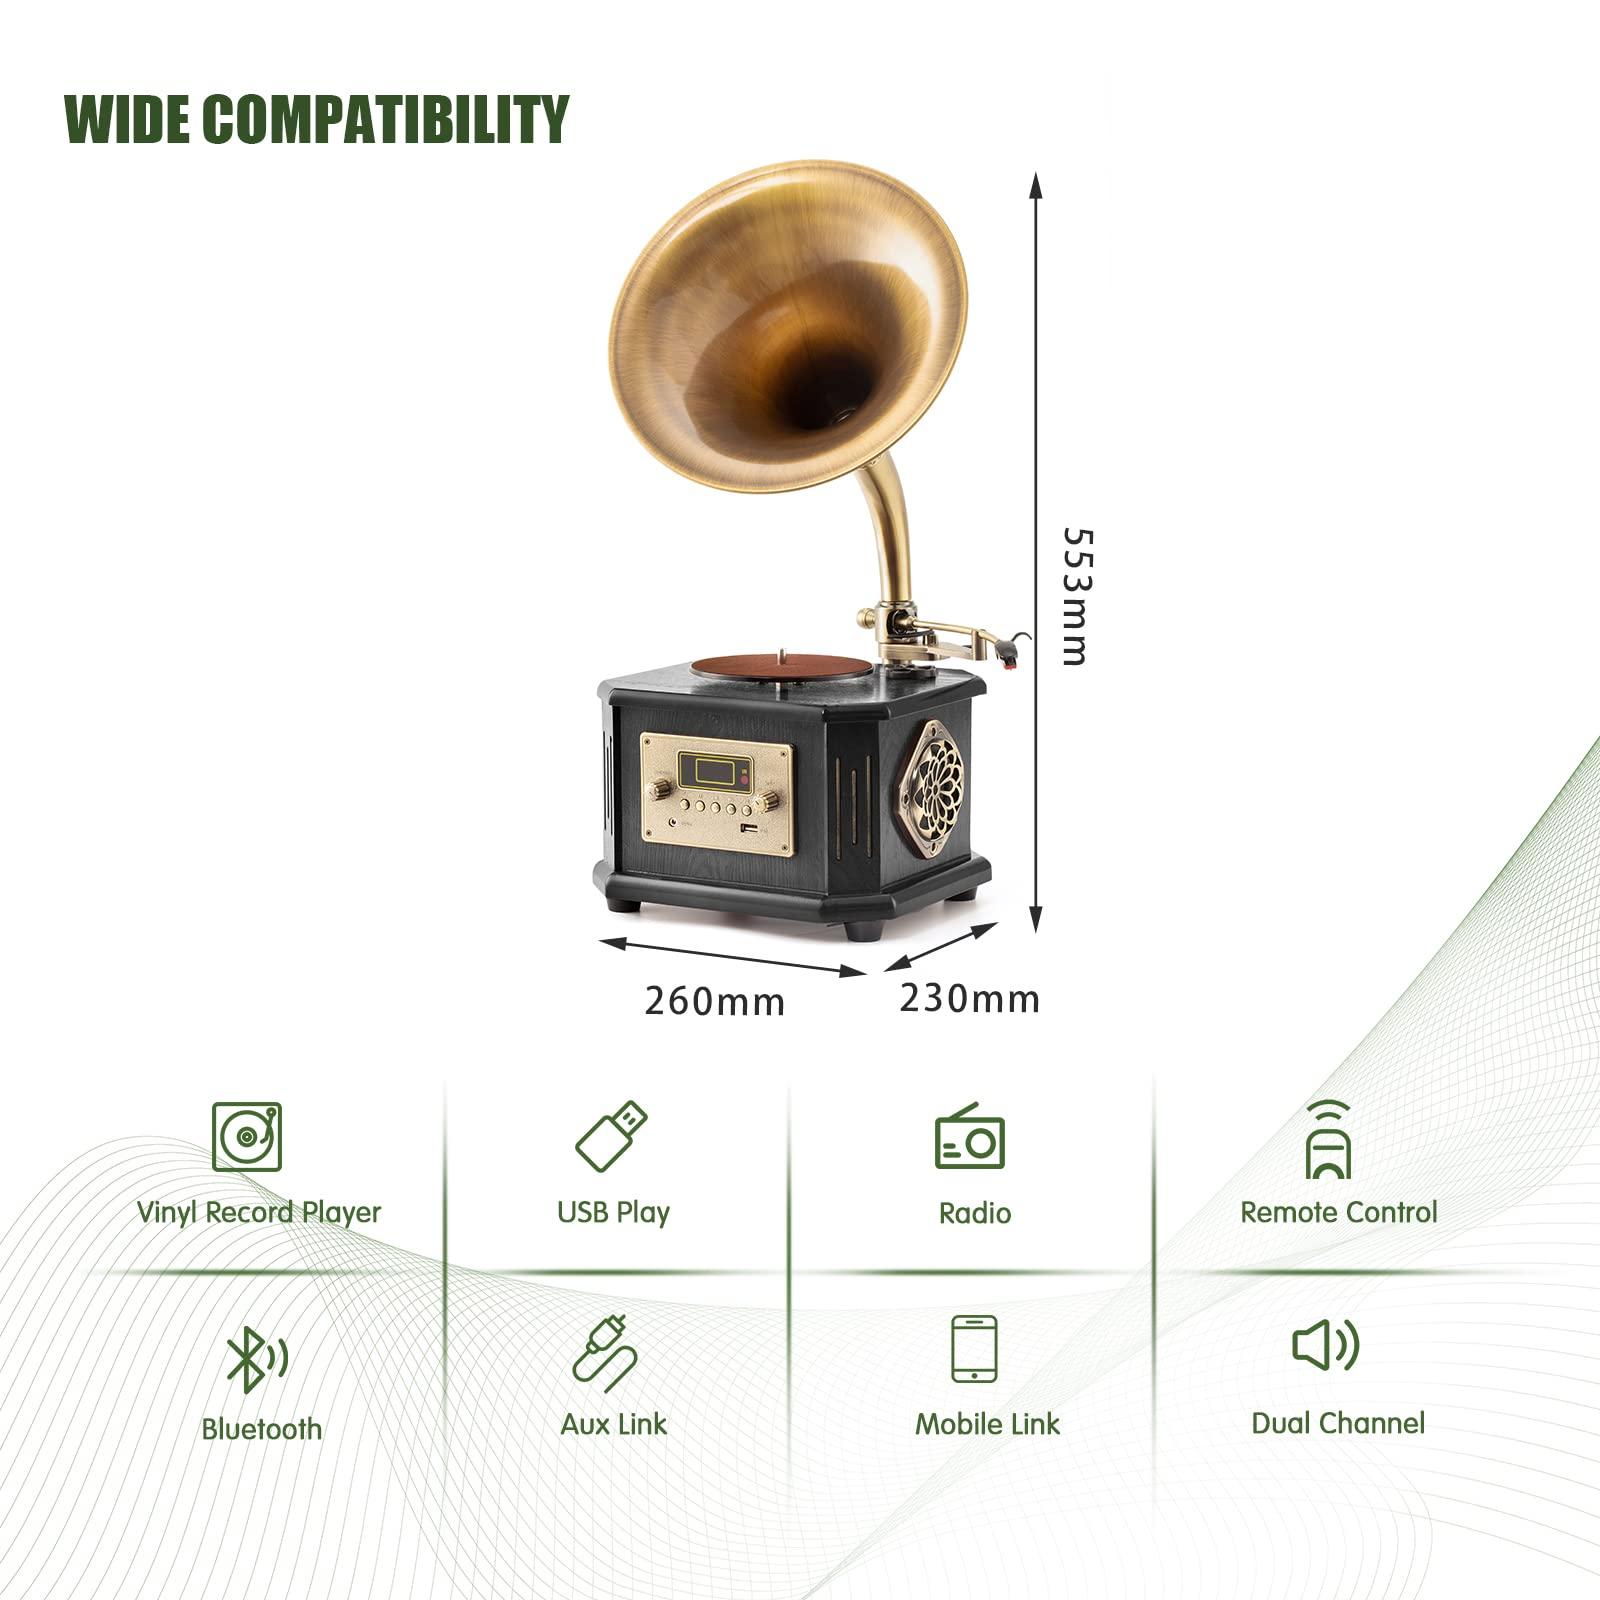 WIDE COMPATIBILITY
553mm
260mm
230mm
Vinyl Record Player
USB Play
Radio
Remote Control
Bluetooth
Aux Link
Mobile Link
Dual Channel